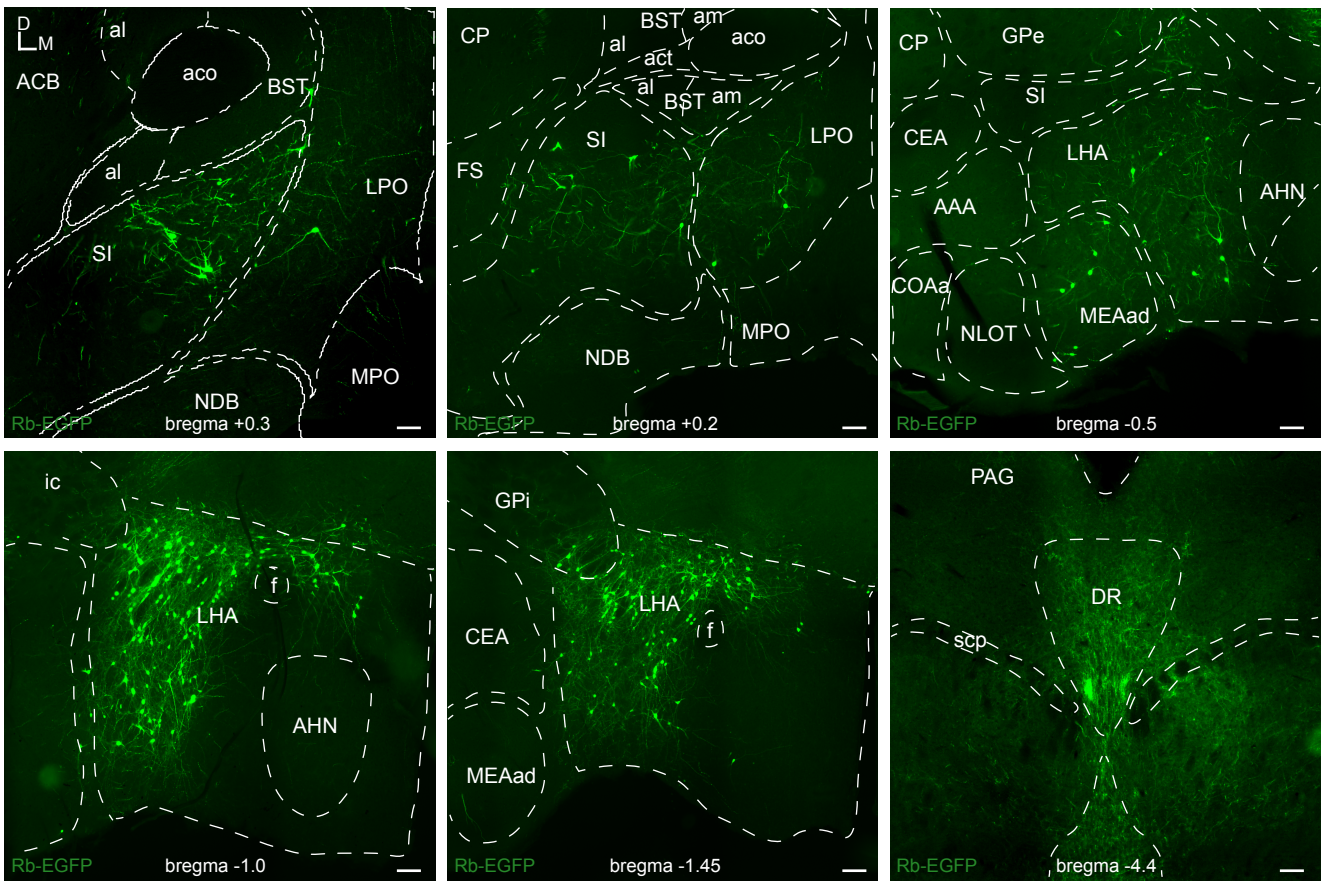 D
M
al
ACB
aco
BST
al
LPO
SI
MPO
NDB
Rb-EGFP
bregma +0.3
BST
am
CP
al
aco
act
al
BST
am
SI
LPO
FS
MPO
NDB
Rb-EGFP
bregma +0.2
CP
GPe
SI
CEA
LHA
AHN
AAA
COAa
MEAad
NLOT
Rb-EGFP
bregma -0.5
ic
f
LHA
AHN
Rb-EGFP
bregma -1.0
GPi
LHA
f
CEA
MEAad
Rb-EGFP
bregma -1.45
PAG
DR
scp
Rb-EGFP
bregma -4.4